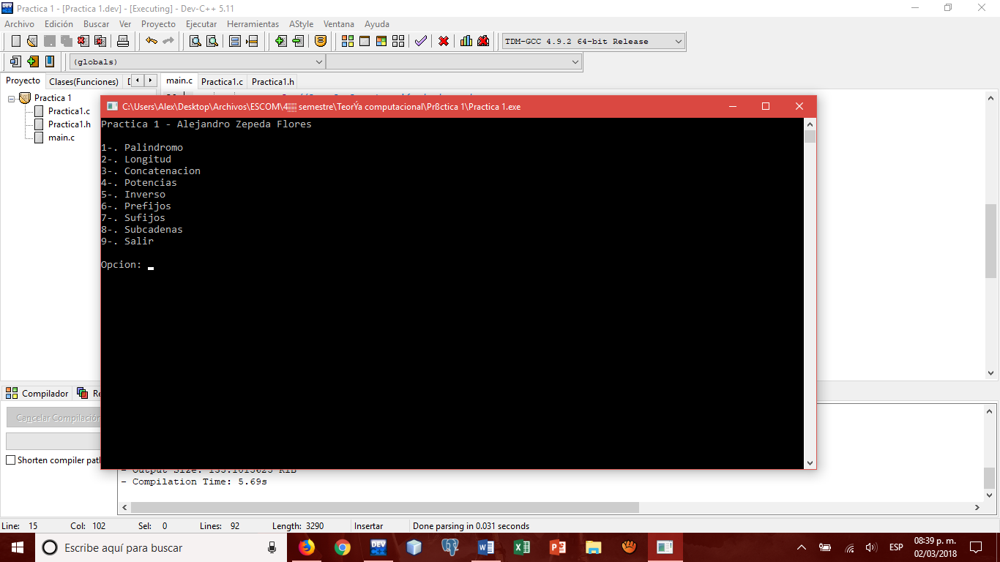 Practica 1 - [Practica 1.dev] - [Executing] - Dev-C++ 5.11
Archivo Edición Buscar Ver Proyecto Ejecutar Herramientas AStyle Ventana Ayuda
TDM-GCC 4.9.2 64-bit Release
(globals)
Proyecto Clases(Funciones)
main.c Practica1.c Practica1.h
Practica 1
Practica1.c
Practica1.h
main.c
C:\Users\Alex\Desktop\Archivos\ESCOM\4▒ semestre\TeorÝa computacional\Prßctica 1\Practica 1.exe
Practica 1 - Alejandro Zepeda Flores
1-. Palindromo
2-. Longitud
3-. Concatenacion
4-. Potencias
5-. Inverso
6-. Prefijos
7-. Sufijos
8-. Subcadenas
9-. Salir
Opcion:
Compilador Re
Cancelar Compilación
Shorten compiler path
- Output Size:
- Compilation Time: 5.69s
Line: 15 Col: 102 Sel: 0 Lines: 92 Length: 3290 Insertar Done parsing in 0.031 seconds
Escribe aquí para buscar
DEV
ESP
08:39 p. m.
02/03/2018